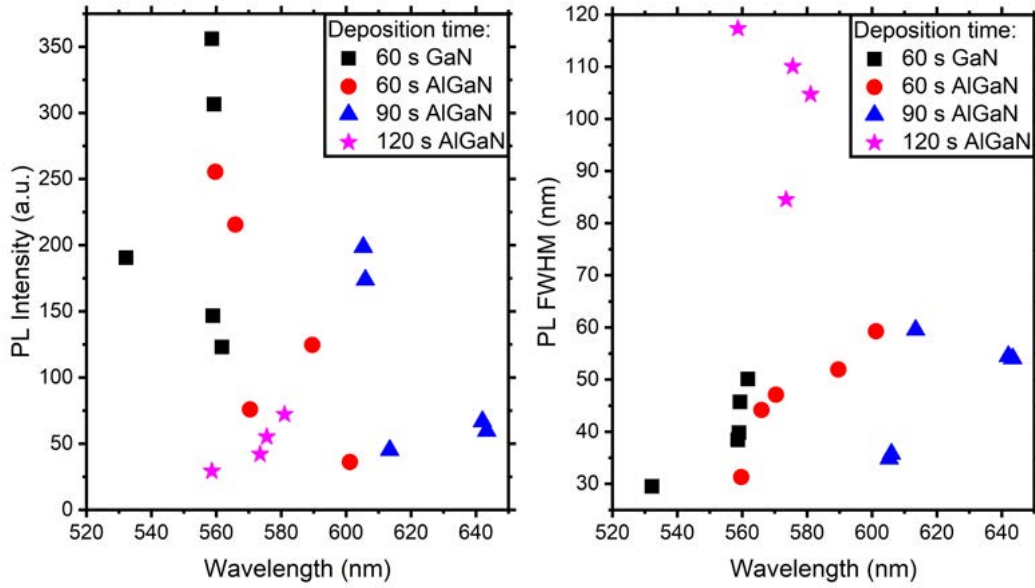 PL Intensity (a.u.)
350
300
250
200
150
100
50
0
520 540 560 580 600 620 640
Wavelength (nm)
Deposition time:
60 s GaN
60 s AlGaN
90 s AlGaN
120 s AlGaN
PL FWHM (nm)
120
110
100
90
80
70
60
50
40
30
520 540 560 580 600 620 640
Wavelength (nm)
Deposition time:
60 s GaN
60 s AlGaN
90 s AlGaN
120 s AlGaN